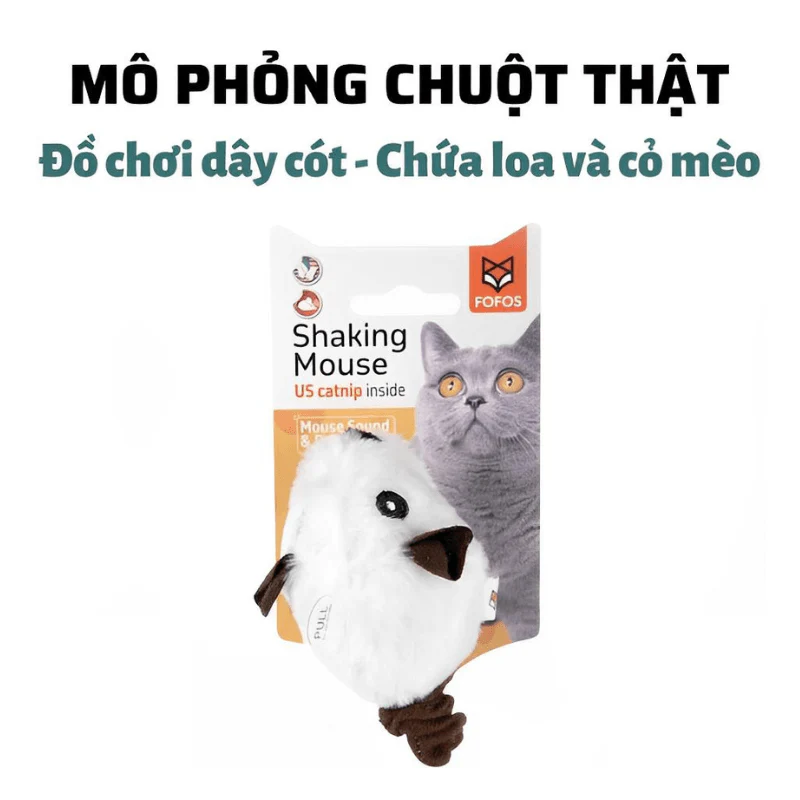 MÔ PHỎNG CHUỘT THẬT
Đồ chơi dây cót - Chứa loa và cỏ mèo
FOFOS
Shaking
Mouse
US catnip inside
Mouse Sound
&
PULL